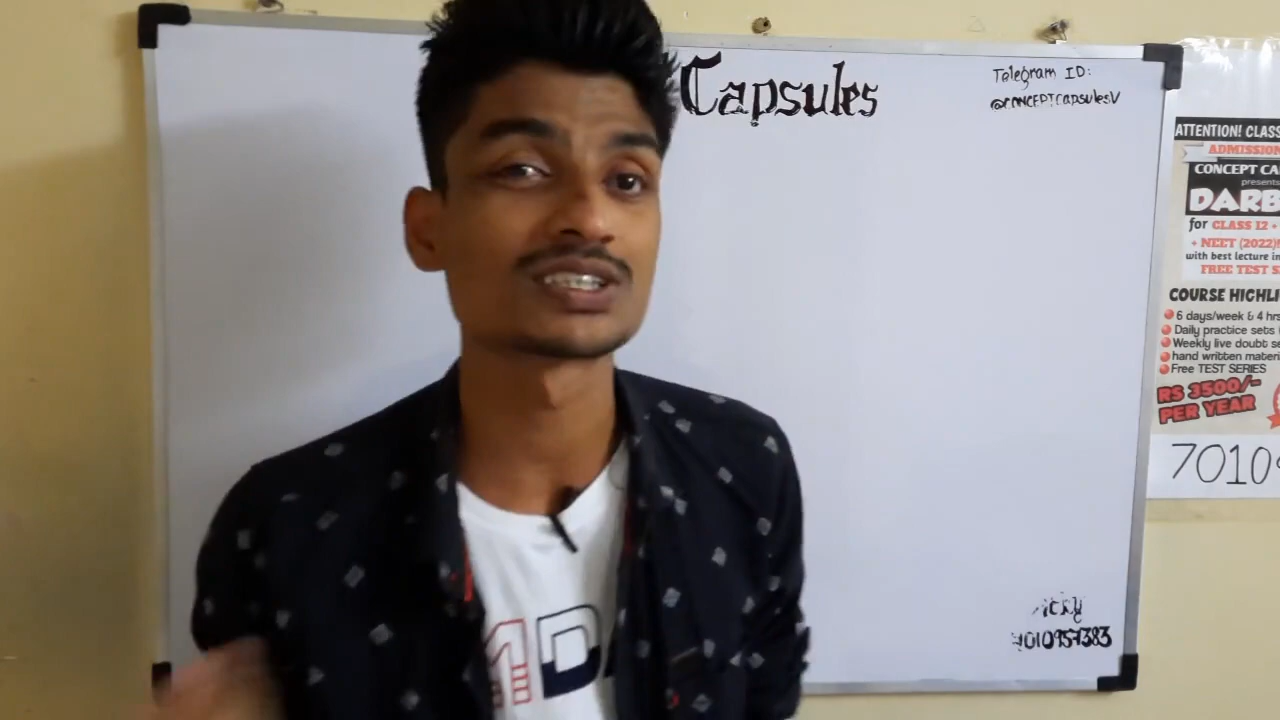 Capsules
Telegram ID:
@CONCEPTCapsulesV
ATTENTION! CLASS
ADMISSION
CONCEPT CA
presents
DARB
for CLASS 12 +
+ NEET (2022)
with best lecture in
FREE TEST S
COURSE HIGHLI
6 days/week & 4 hrs
Daily practice sets
Weekly live doubt se
hand written materi
Free TEST SERIES
RS 3500/-
PER YEAR
7010
7010957383